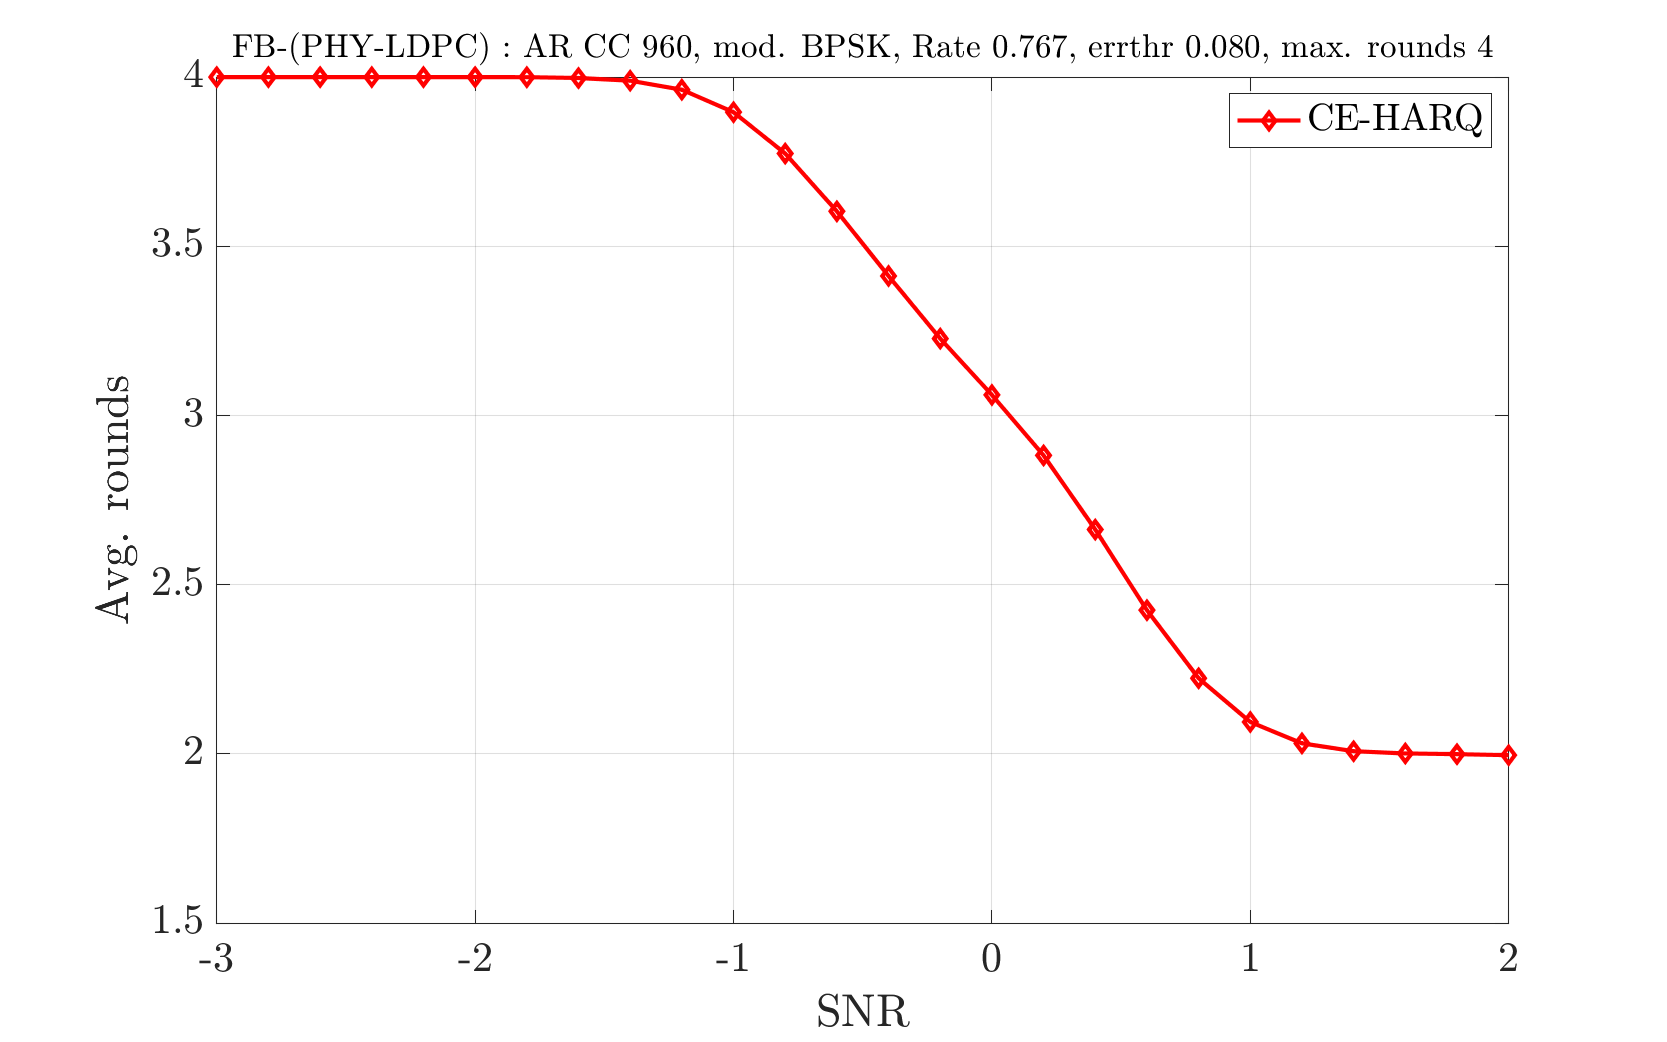 FB-(PHY-LDPC) : AR CC 960, mod. BPSK, Rate 0.767, errthr 0.080, max. rounds 4
CE-HARQ
4
3.5
3
2.5
2
1.5
Avg. rounds
-3 -2 -1 0 1 2
SNR